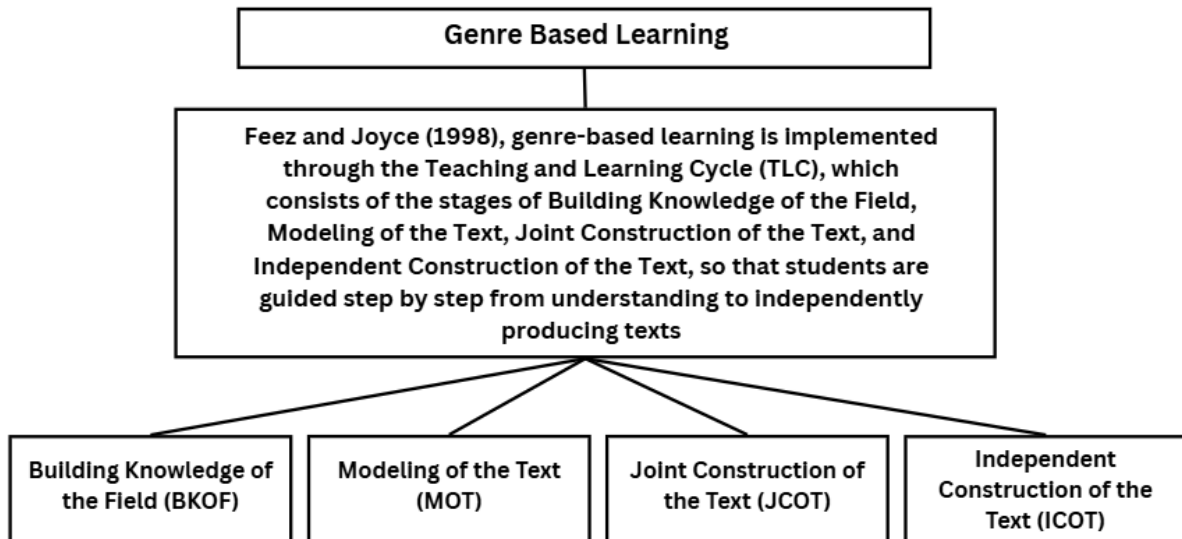 Genre Based Learning
Feez and Joyce (1998), genre-based learning is implemented
through the Teaching and Learning Cycle (TLC), which
consists of the stages of Building Knowledge of the Field,
Modeling of the Text, Joint Construction of the Text, and
Independent Construction of the Text, so that students are
guided step by step from understanding to independently
producing texts
Building Knowledge of
the Field (BKOF)
Modeling of the Text
(MOT)
Joint Construction of
the Text (JCOT)
Independent
Construction of the
Text (ICOT)